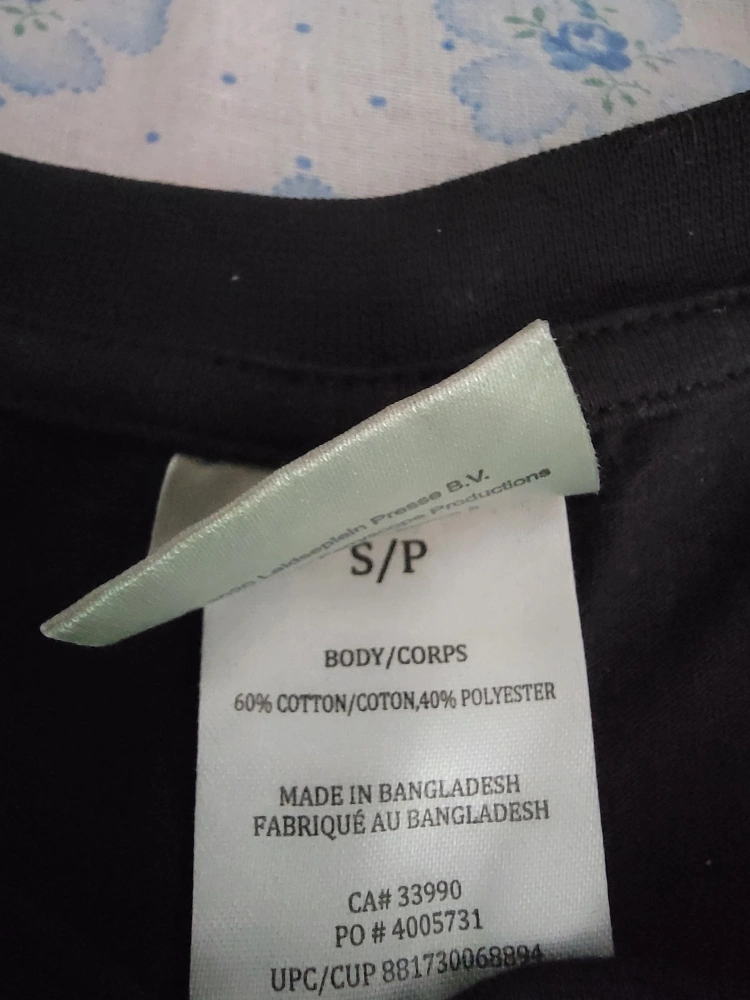 Leidseplein Presse B.V.
Productions
S/P
BODY/CORPS
60% COTTON/COTON,40% POLYESTER
MADE IN BANGLADESH
FABRIQUÉ AU BANGLADESH
CA# 33990
PO # 4005731
UPC/CUP 881730068894